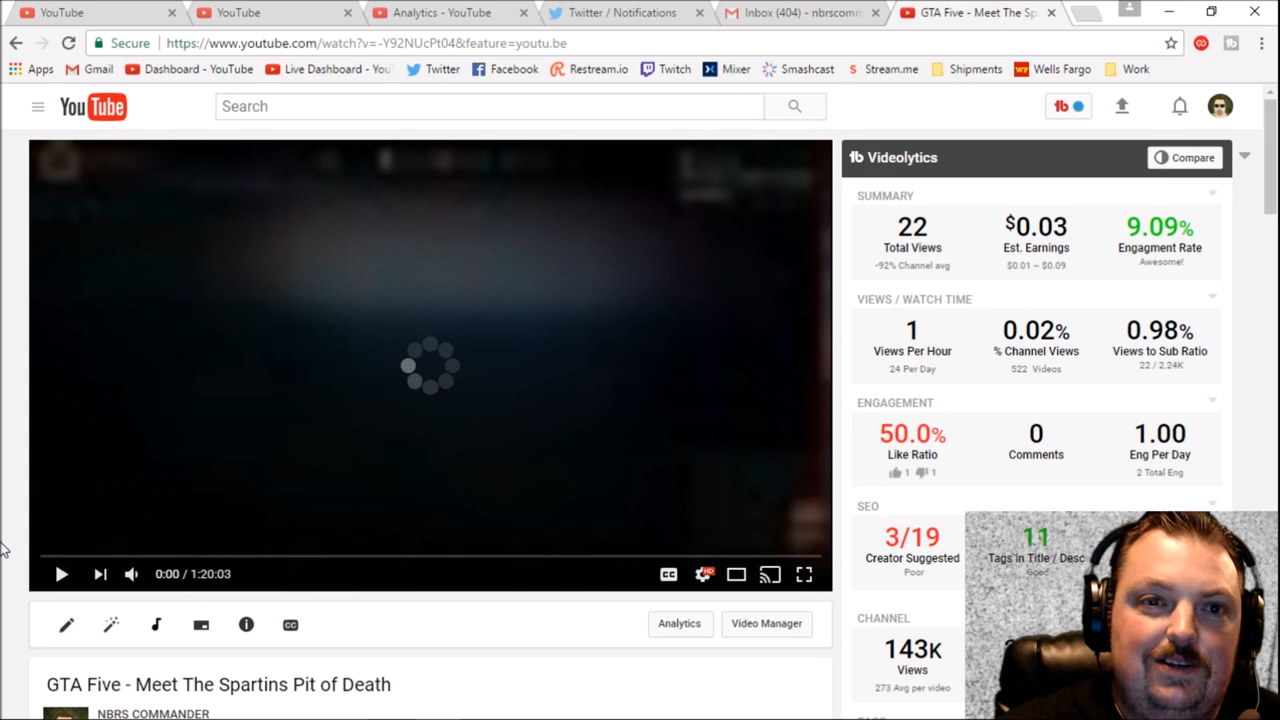 YouTube
YouTube
Analytics - YouTube
Twitter / Notifications
Inbox (404) - nbrscomm
GTA Five - Meet The Sp
Secure
https://www.youtube.com/watch?v=-Y92NUcPt04&feature=youtu.be
Apps
Gmail
Dashboard - YouTube
Live Dashboard - You
Twitter
Facebook
Restream.io
Twitch
Mixer
Smashcast
Stream.me
Shipments
Wells Fargo
Work
YouTube
Search
tb
tb Videolytics
Compare
SUMMARY
22 $0.03 9.09%
Total Views Est. Earnings Engagment Rate
-92% Channel avg $0.01 ~ $0.09 Awesome!
VIEWS / WATCH TIME
1 0.02% 0.98%
Views Per Hour % Channel Views Views to Sub Ratio
24 Per Day 522 Videos 22 / 2.24K
ENGAGEMENT
50.0% 0 1.00
Like Ratio Comments Eng Per Day
1 1 2 Total Eng
SEO
3/19 11
Creator Suggested Tags in Title / Desc
Poor Good
CHANNEL
143K
Views
273 Avg per video
0:00 / 1:20:03
CC
HD
CC
Analytics
Video Manager
GTA Five - Meet The Spartins Pit of Death
NBRS COMMANDER